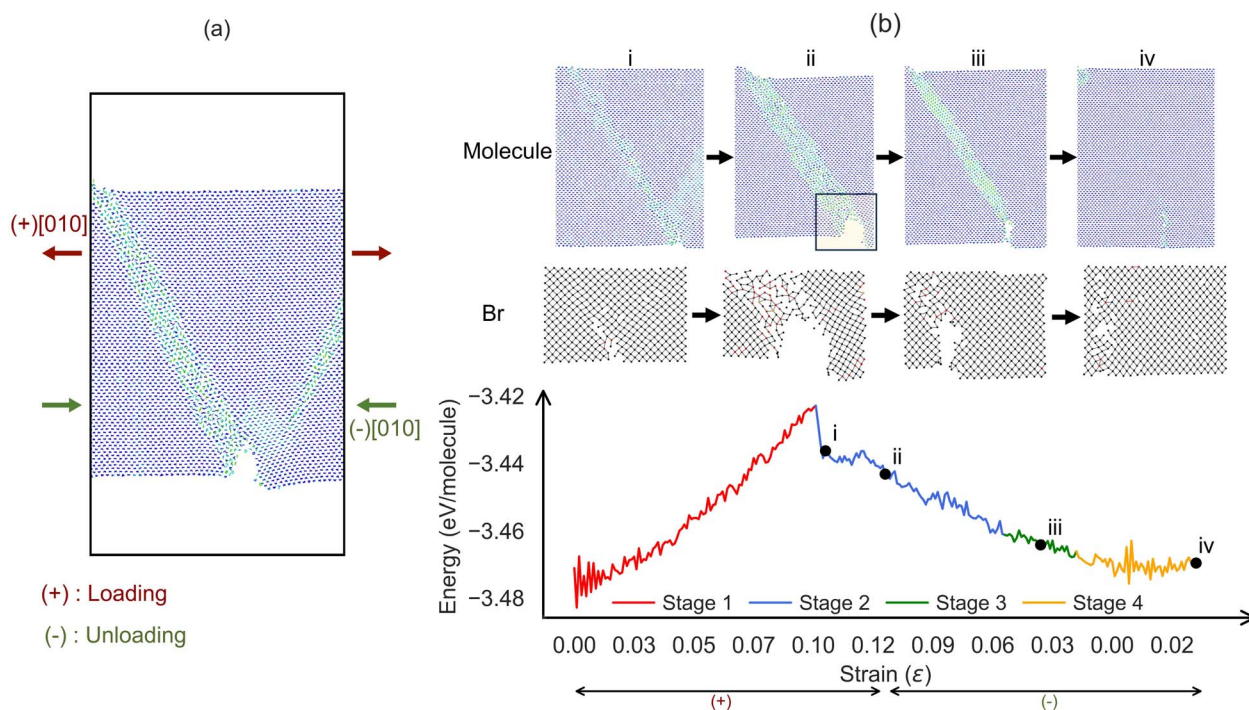 (a)
(+)[010]
(-)[010]
(+) : Loading
(-) : Unloading
(b)
i ii iii iv
Molecule
Br
Energy (eV/molecule)
−3.42
−3.44
−3.46
−3.48
i
ii
iii
iv
Stage 1 Stage 2 Stage 3 Stage 4
0.00 0.03 0.05 0.07 0.10 0.12 0.09 0.06 0.03 0.00 0.02
Strain (ε)
(+) (-)